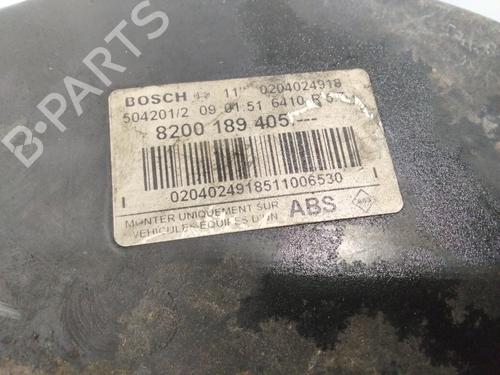 B-PARTS
BOSCH 11" 0204024918
504201/2 09 01:51 6410 R 5
8200 189 405.---
I 0204024918511006530 I
MONTER UNIQUEMENT SUR
VEHICULES EQUIPES D'UN ABS